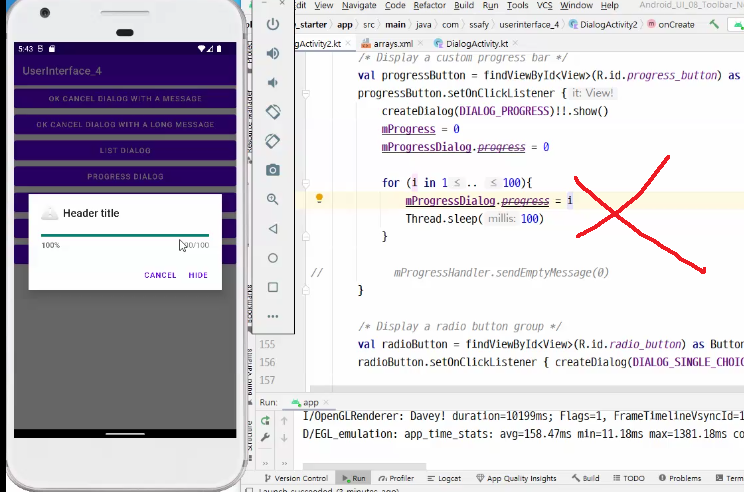 Edit View Navigate Code Refactor Build Run Tools VCS Window Help Android_UI_08_Toolbar_N
_starter app src main java com ssafy userinterface_4 DialogActivity2 onCreate
ogActivity2.kt arrays.xml DialogActivity.kt
5:43
UserInterface_4
OK CANCEL DIALOG WITH A MESSAGE
OK CANCEL DIALOG WITH A LONG MESSAGE
LIST DIALOG
PROGRESS DIALOG
Header title
100% 100/100
CANCEL HIDE
/* Display a custom progress bar */
val progressButton = findViewById<View>(R.id.progress_button) as
progressButton.setOnClickListener { it: View!
createDialog(DIALOG_PROGRESS)!!.show()
mProgress = 0
mProgressDialog.progress = 0
for (i in 1 ≤ .. ≤ 100){
mProgressDialog.progress = i
Thread.sleep( millis: 100)
}
// mProgressHandler.sendEmptyMessage(0)
}
/* Display a radio button group */
155 val radioButton = findViewById<View>(R.id.radio_button) as Button
156 radioButton.setOnClickListener { createDialog(DIALOG_SINGLE_CHOI
157
Run: app
I/OpenGLRenderer: Davey! duration=10199ms; Flags=1, FrameTimelineVsyncId=1
D/EGL_emulation: app_time_stats: avg=158.47ms min=11.18ms max=1381.18ms co
Version Control Run Profiler Logcat App Quality Insights Build TODO Problems Term